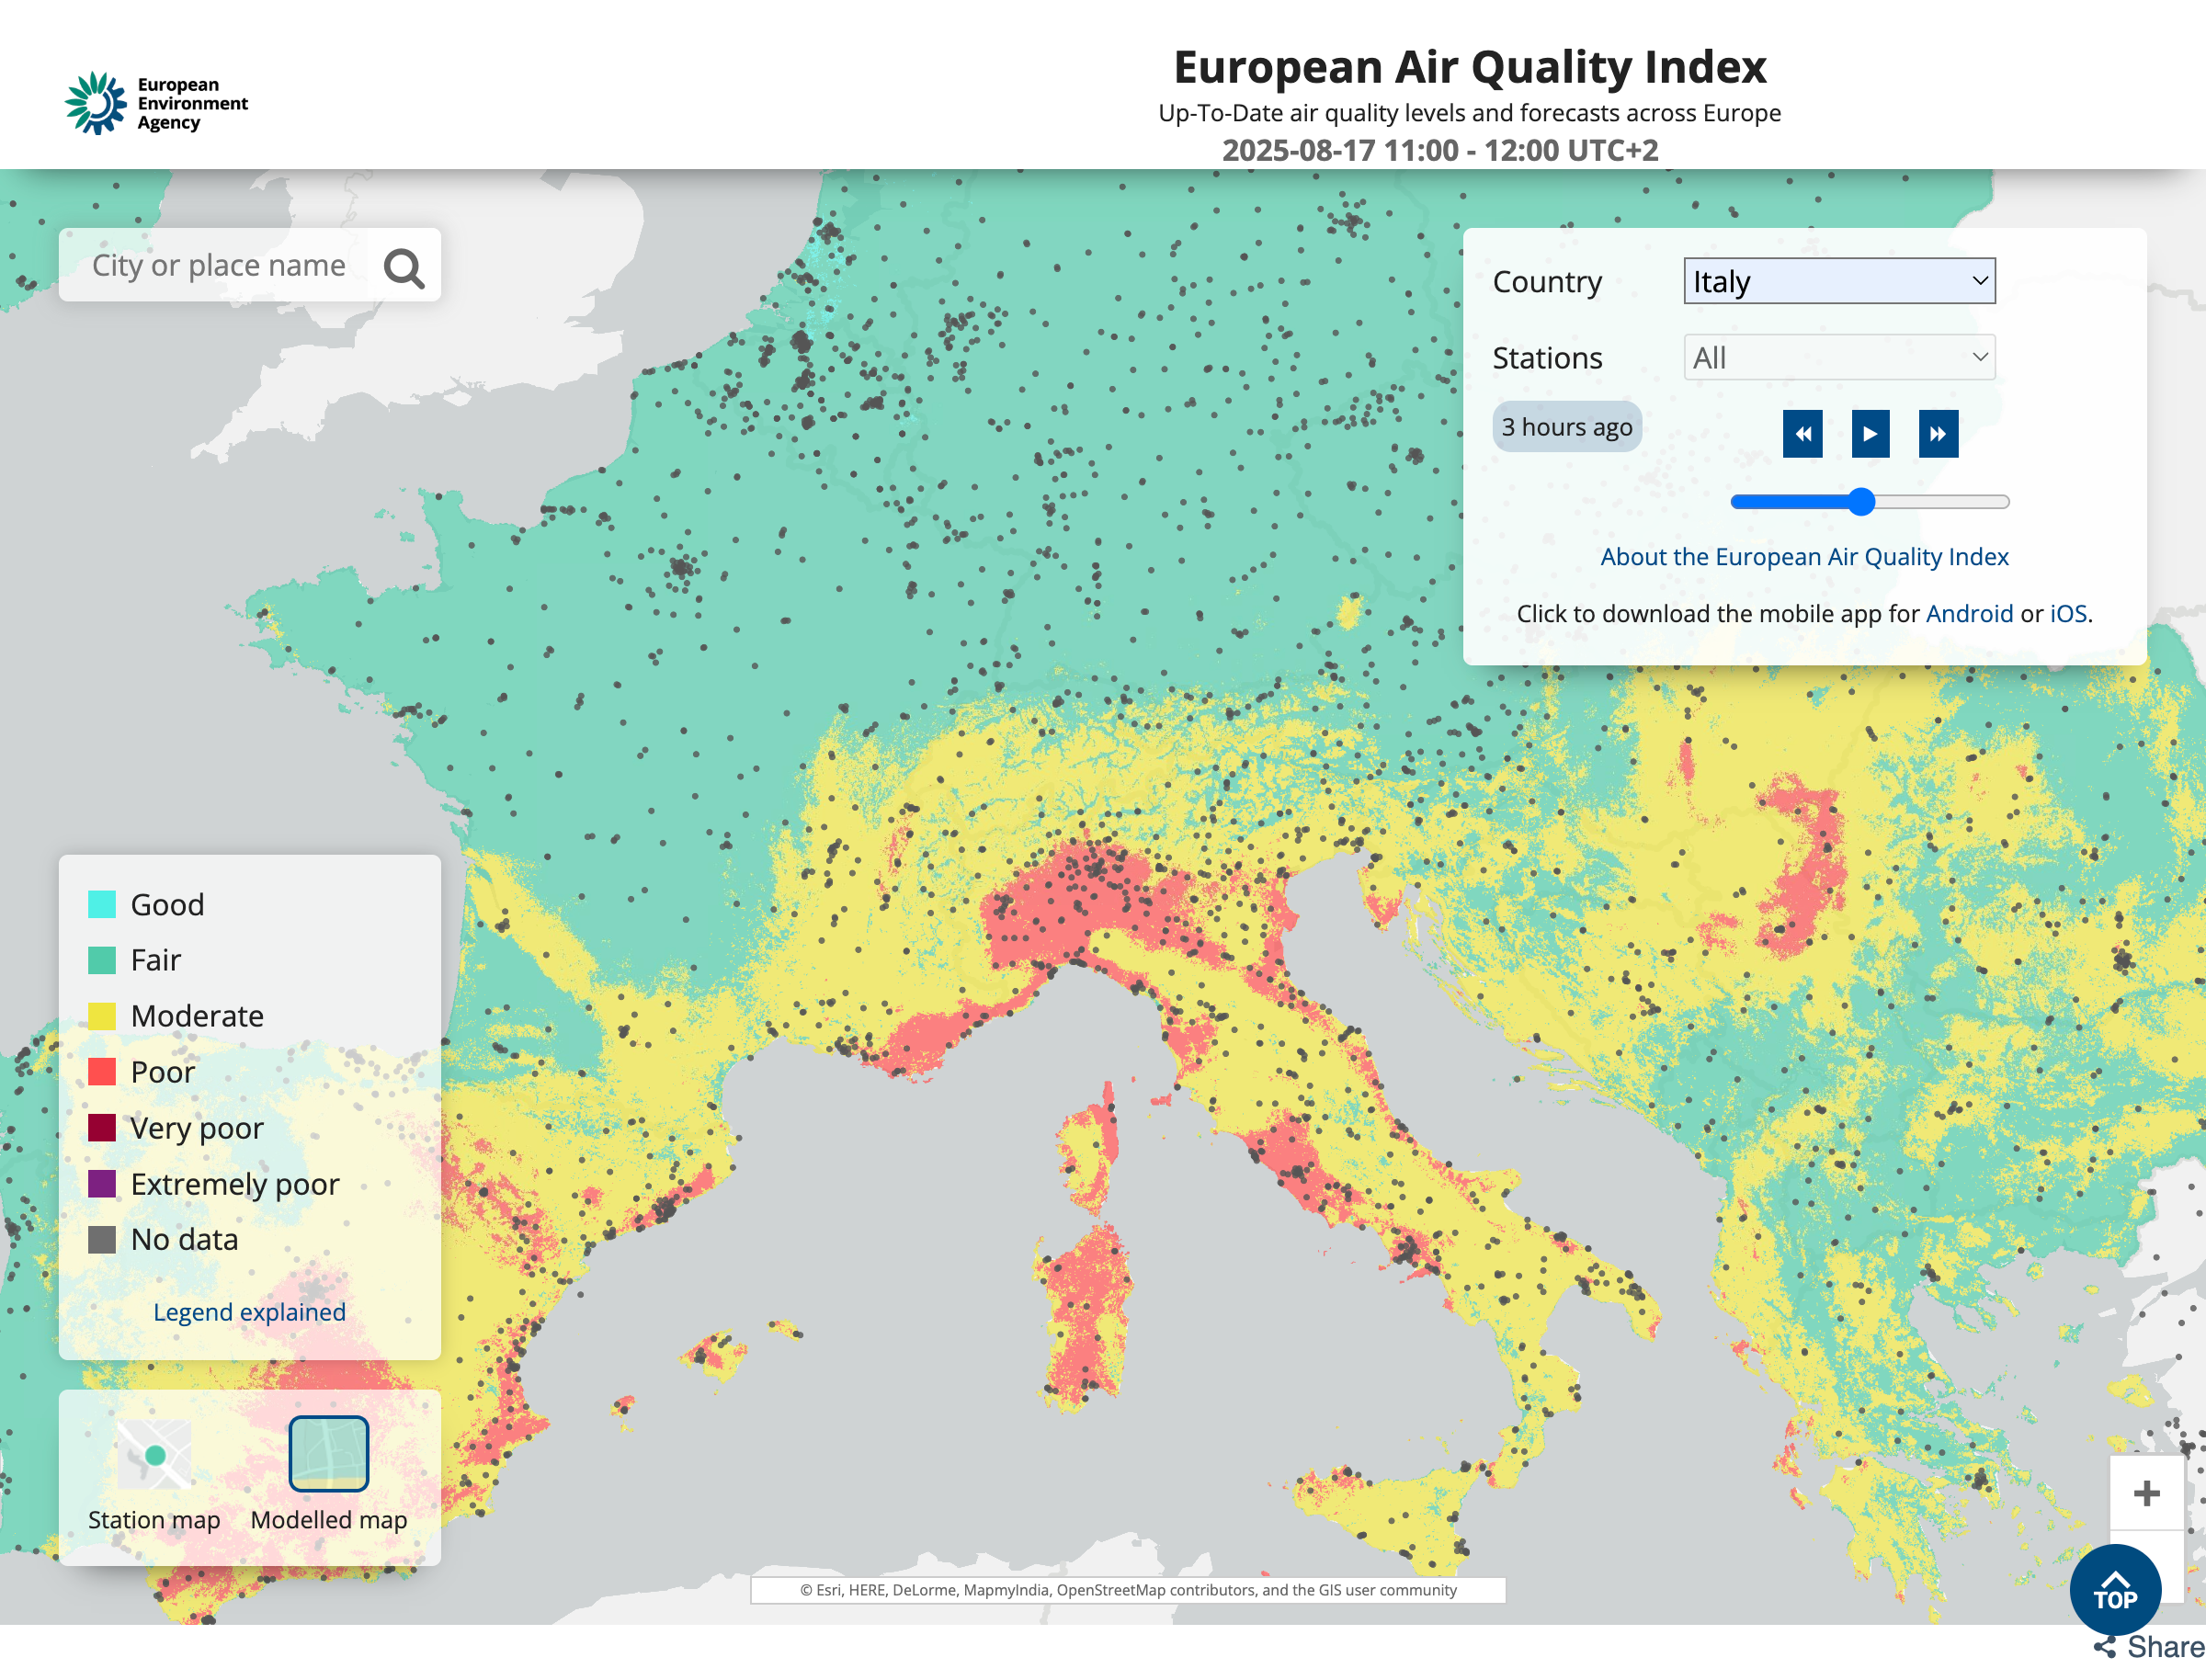 European
Environment
Agency
European Air Quality Index
Up-To-Date air quality levels and forecasts across Europe
2025-08-17 11:00 - 12:00 UTC+2
City or place name
Country
Italy
Stations
All
3 hours ago
About the European Air Quality Index
Click to download the mobile app for Android or iOS.
Good
Fair
Moderate
Poor
Very poor
Extremely poor
No data
Legend explained
Station map
Modelled map
+
© Esri, HERE, DeLorme, MapmyIndia, OpenStreetMap contributors, and the GIS user community
TOP
Share